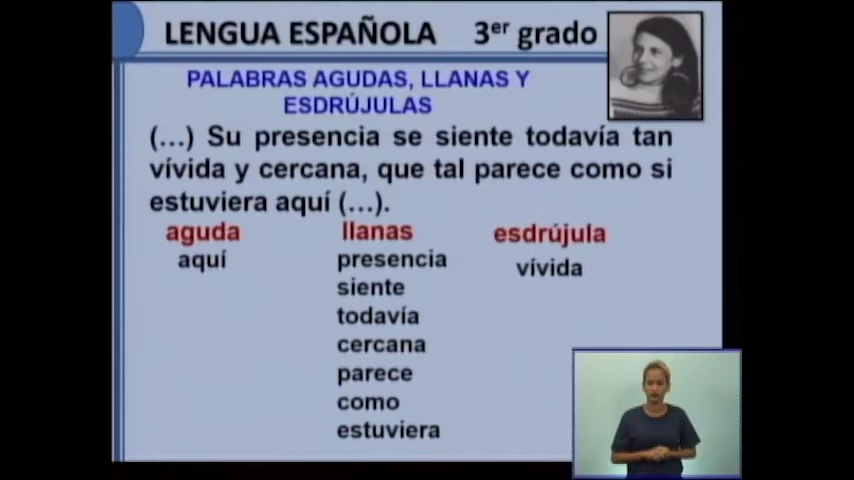 LENGUA ESPAÑOLA 3er grado
PALABRAS AGUDAS, LLANAS Y
ESDRÚJULAS
(...) Su presencia se siente todavía tan
vívida y cercana, que tal parece como si
estuviera aquí (...).
aguda llanas esdrújula
aquí presencia vívida
siente
todavía
cercana
parece
como
estuviera